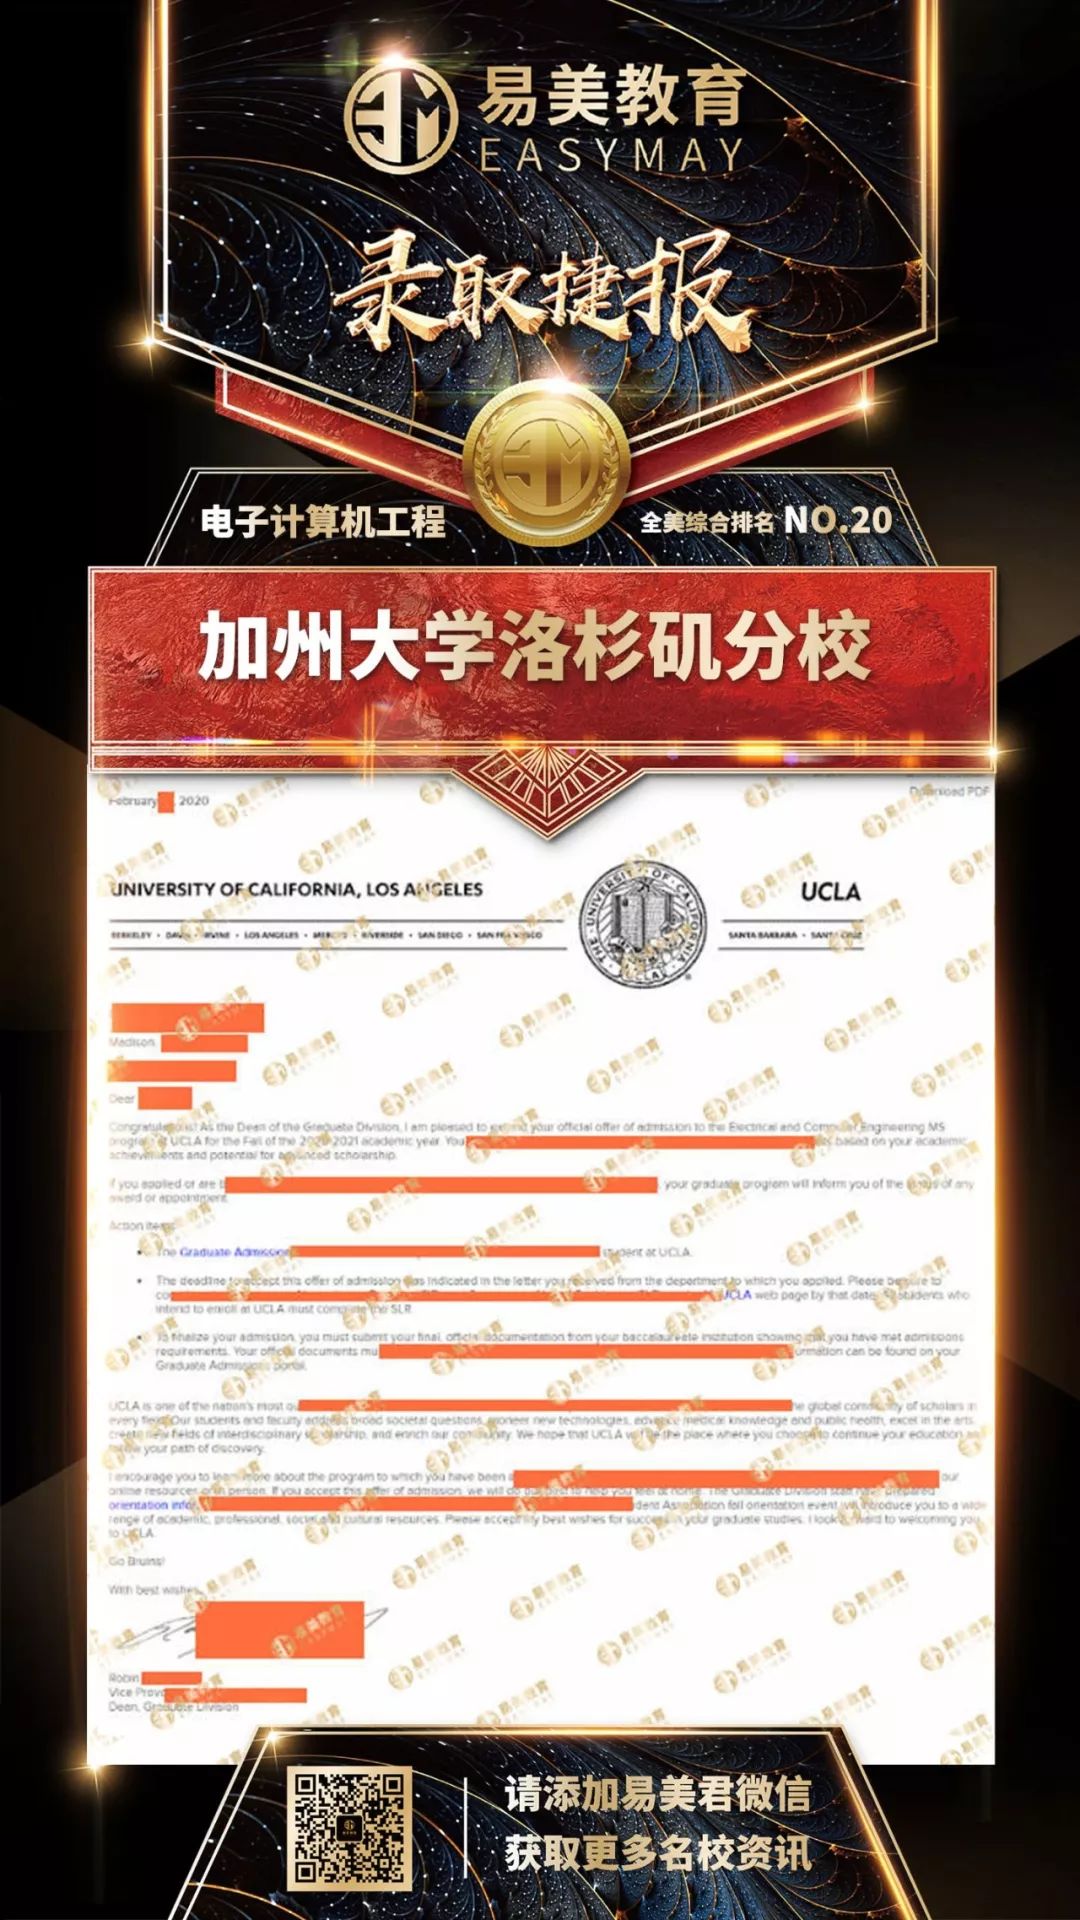 易美教育
EASYMAY
录取捷报
电子计算机工程
全美综合排名 NO.20
加州大学洛杉矶分校
February , 2020
Download PDF
UNIVERSITY OF CALIFORNIA, LOS ANGELES
UCLA
BERKELEY • DAVIS • IRVINE • LOS ANGELES • MERCED • RIVERSIDE • SAN DIEGO • SAN FRANCISCO
SANTA BARBARA • SANTA CRUZ
THE UNIVERSITY OF CALIFORNIA
UCLA
Madison,
Dear
Congratulations! As the Dean of the Graduate Division, I am pleased to extend your official offer of admission to the Electrical and Computer Engineering MS
program at UCLA for the Fall of the 2020-2021 academic year. You is based on your academic
achievements and potential for advanced scholarship.
If you applied or are b , your graduate program will inform you of the status of any
award or appointment.
Action items:
• The Graduate Admission student at UCLA.
• The deadline to accept this offer of admission was indicated in the letter you received from the department to which you applied. Please be sure to
co UCLA web page by that date. All students who
intend to enroll at UCLA must complete the SLR.
• To finalize your admission, you must submit your final, official documentation from your baccalaureate institution showing that you have met admissions
requirements. Your official documents mu ormation can be found on your
Graduate Admissions portal.
UCLA is one of the nation's most ou he global community of scholars in
every field. Our students and faculty address broad societal questions, pioneer new technologies, advance medical knowledge and public health, excel in the arts,
create new fields of interdisciplinary scholarship, and enrich our community. We hope that UCLA will be the place where you choose to continue your education and
follow your path of discovery.
I encourage you to learn more about the program to which you have been a our
online resources or in person. If you accept this offer of admission, we will do our best to help you feel at home. The Graduate Division staff have prepared
orientation info udent Association fall orientation event will introduce you to a wide
range of academic, professional, social and cultural resources. Please accept my best wishes for success in your graduate studies. I look forward to welcoming you
to UCLA.
Go Bruins!
With best wishes,
Robin
Vice Provo
Dean, Graduate Division
请添加易美君微信
获取更多名校资讯